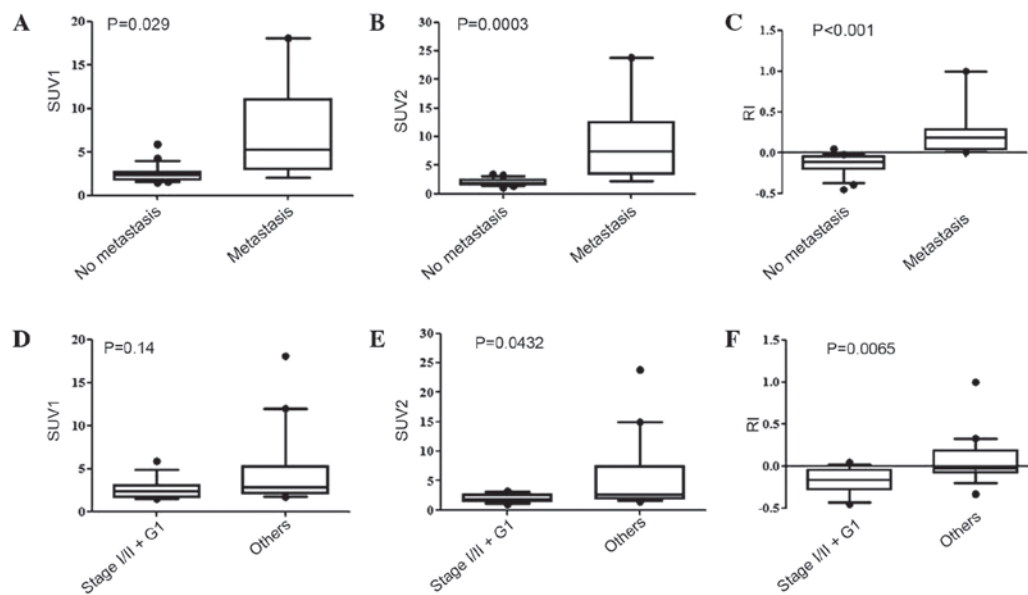 A
P=0.029
SUV1
20
15
10
5
0
No metastasis
Metastasis
B
P=0.0003
SUV2
30
25
20
15
10
5
0
No metastasis
Metastasis
C
P<0.001
RI
1.5
1.0
0.5
0.0
-0.5
No metastasis
Metastasis
D
P=0.14
SUV1
20
15
10
5
0
Stage I/II + G1
Others
E
P=0.0432
SUV2
30
25
20
15
10
5
0
Stage I/II + G1
Others
F
P=0.0065
RI
1.5
1.0
0.5
0.0
-0.5
Stage I/II + G1
Others